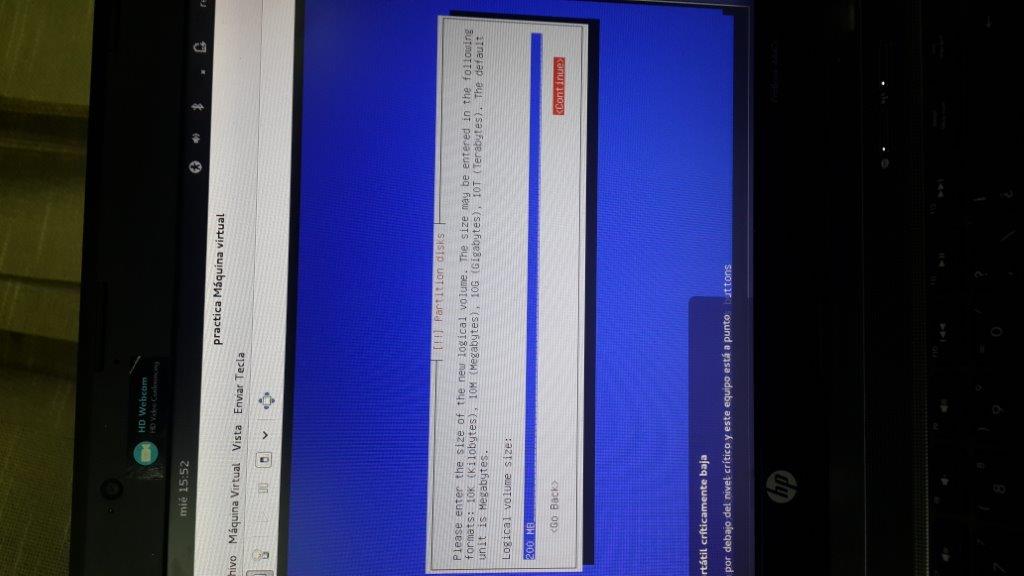 HD Webcam
HD Video Conferencing
mié 15:52
practica Máquina virtual
Máquina Virtual Vista Enviar Tecla
[!!] Partition disks
Please enter the size of the new logical volume. The size may be entered in the following
formats: 10K (Kilobytes), 10M (Megabytes), 10G (Gigabytes), 10T (Terabytes). The default
unit is Megabytes.
Logical volume size:
200 MB
<Go Back> <Continue>
críticamente baja
por debajo del nivel crítico y este equipo está a punto
hp